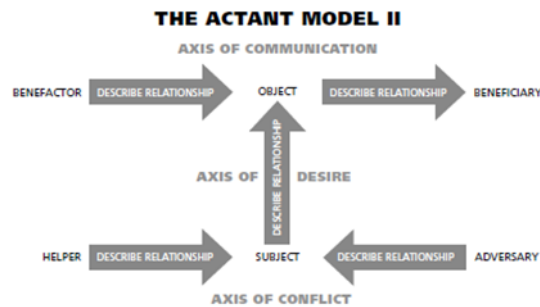 THE ACTANT MODEL II
AXIS OF COMMUNICATION
BENEFACTOR DESCRIBE RELATIONSHIP OBJECT DESCRIBE RELATIONSHIP BENEFICIARY
DESCRIBE RELATIONSHIP
AXIS OF DESIRE
HELPER DESCRIBE RELATIONSHIP SUBJECT DESCRIBE RELATIONSHIP ADVERSARY
AXIS OF CONFLICT